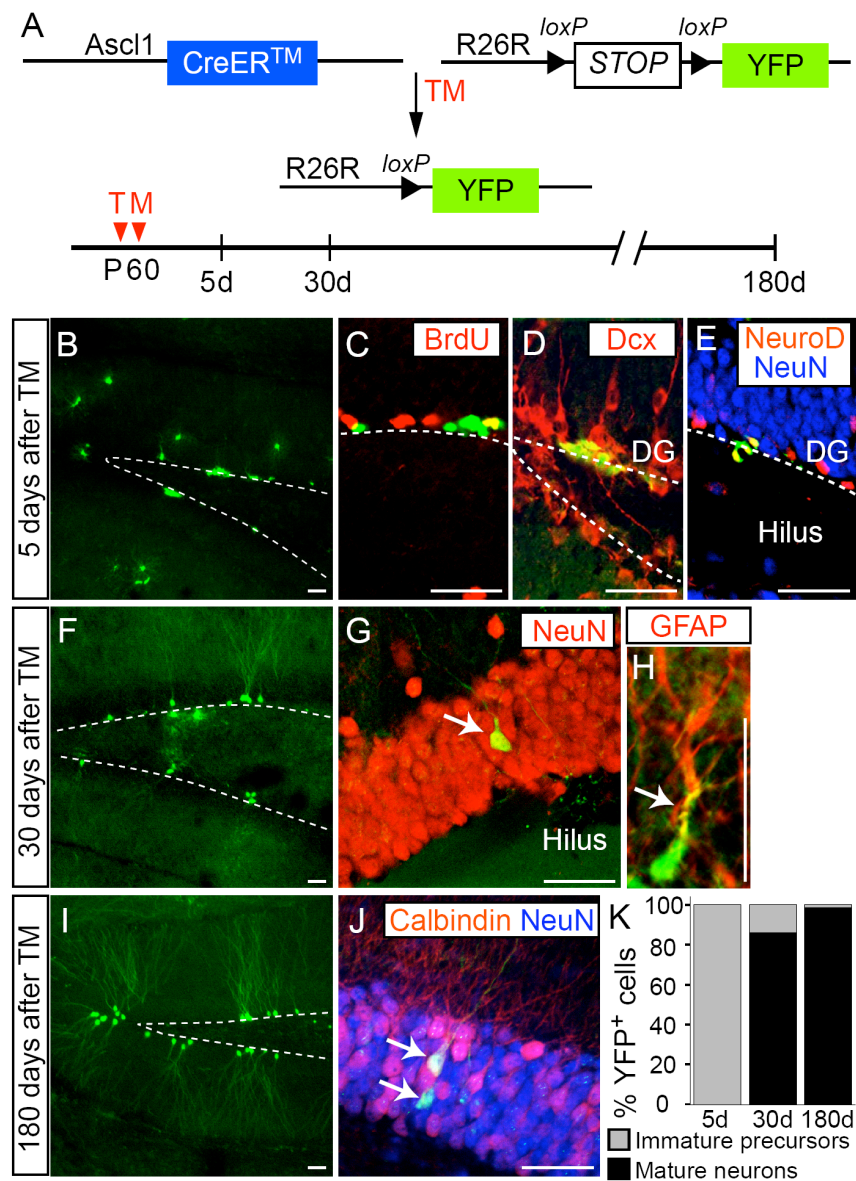 A
Ascl1
CreER™
R26R
loxP
STOP
loxP
YFP
TM
R26R
loxP
YFP
TM
P60
5d
30d
180d
5 days after TM
B
C
BrdU
D
Dcx
DG
E
NeuroD
NeuN
DG
Hilus
30 days after TM
F
G
NeuN
Hilus
GFAP
H
180 days after TM
I
J
Calbindin NeuN
K
% YFP+ cells
100
80
60
40
20
0
5d 30d 180d
Immature precursors
Mature neurons